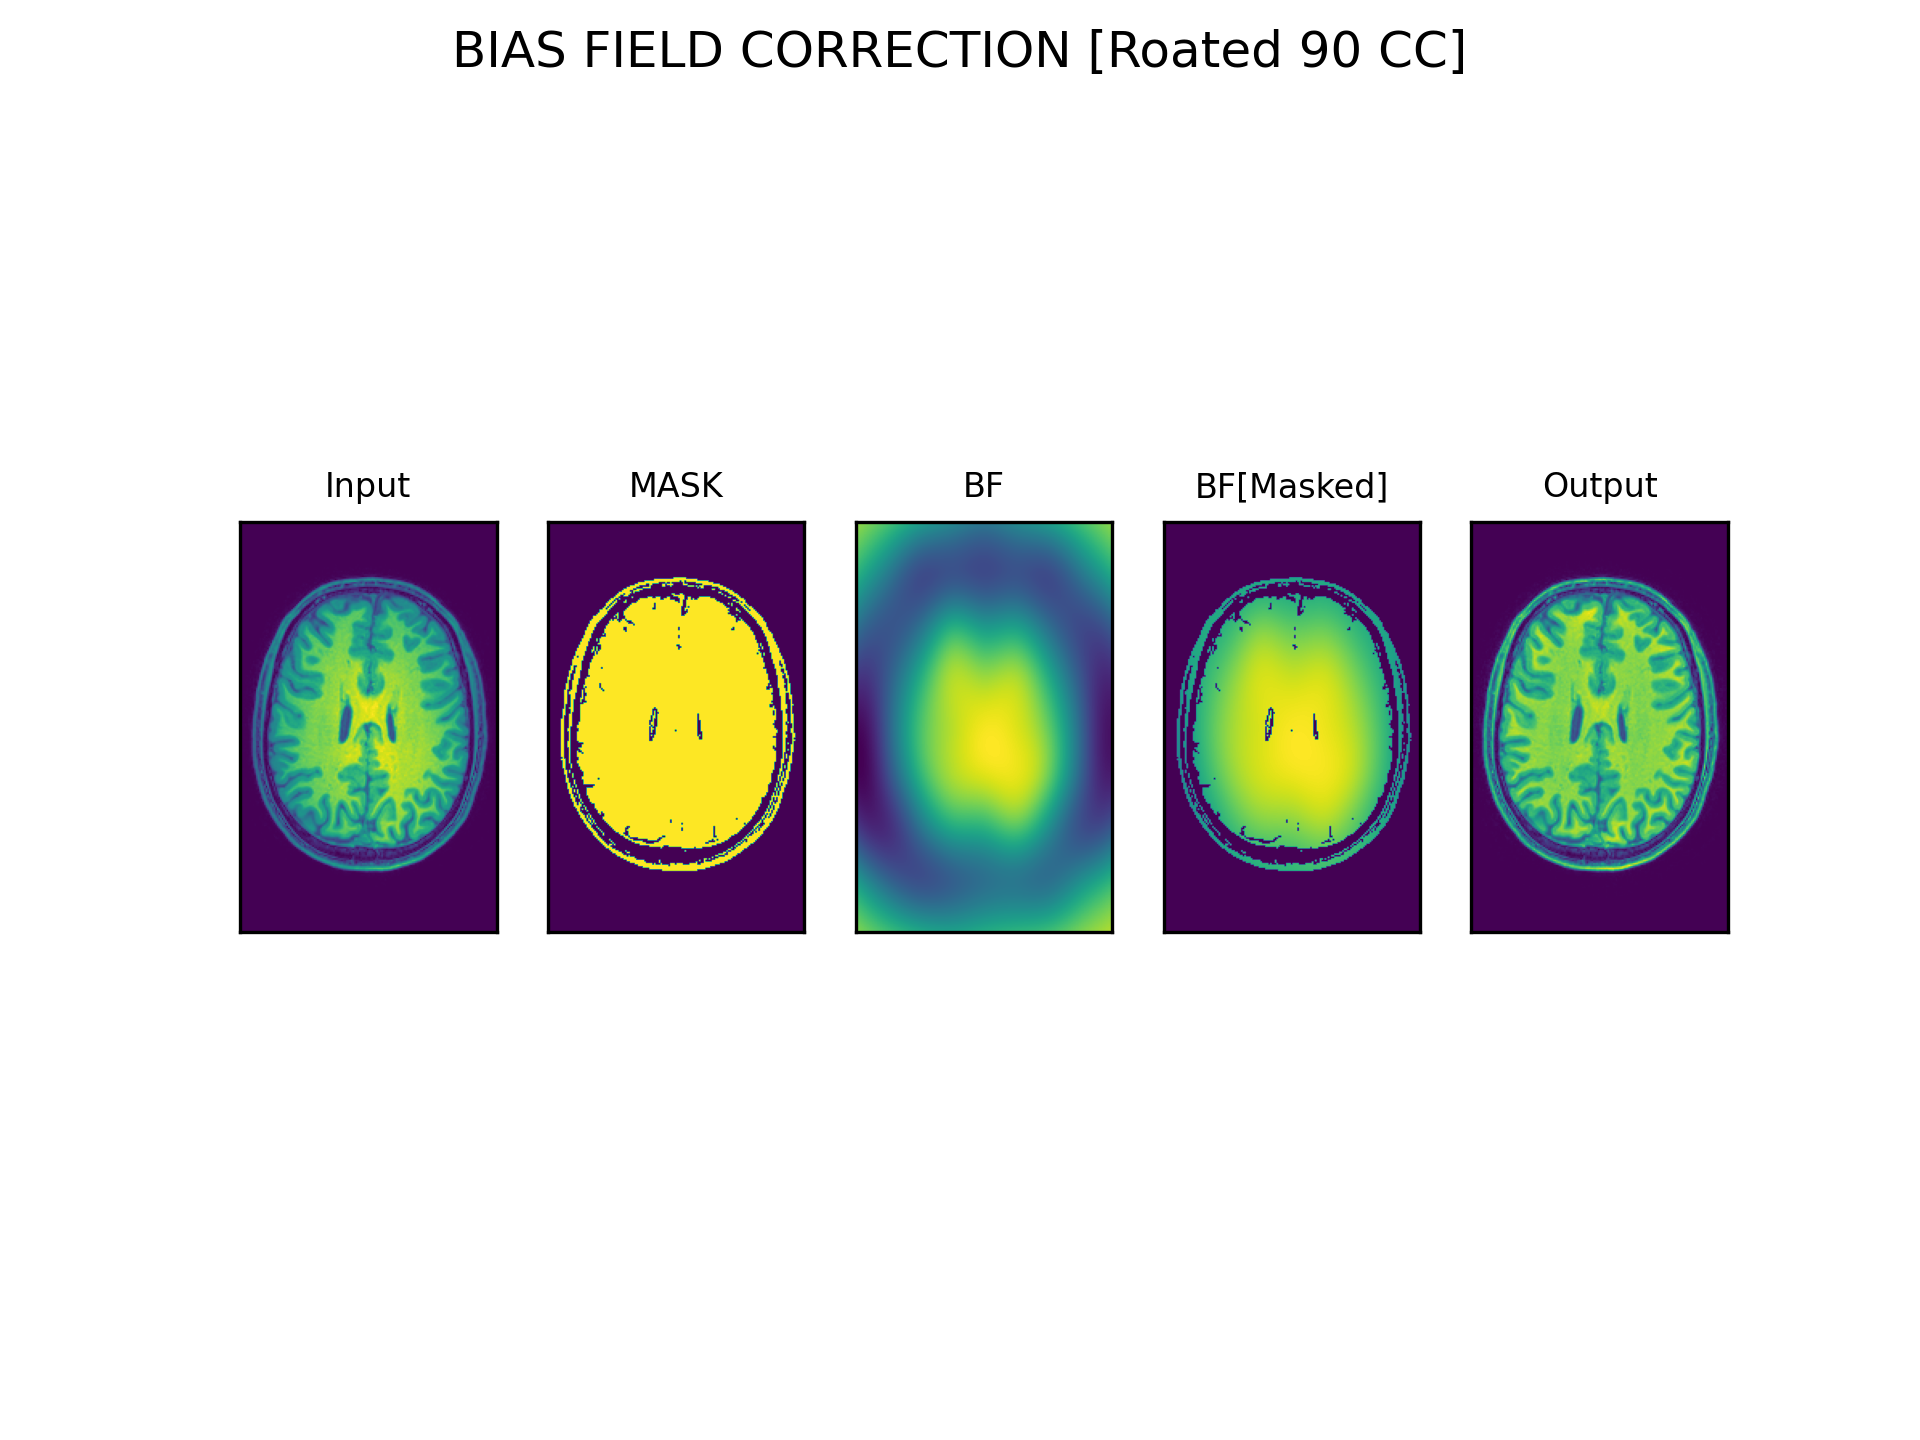 BIAS FIELD CORRECTION [Roated 90 CC]
Input
MASK
BF
BF[Masked]
Output